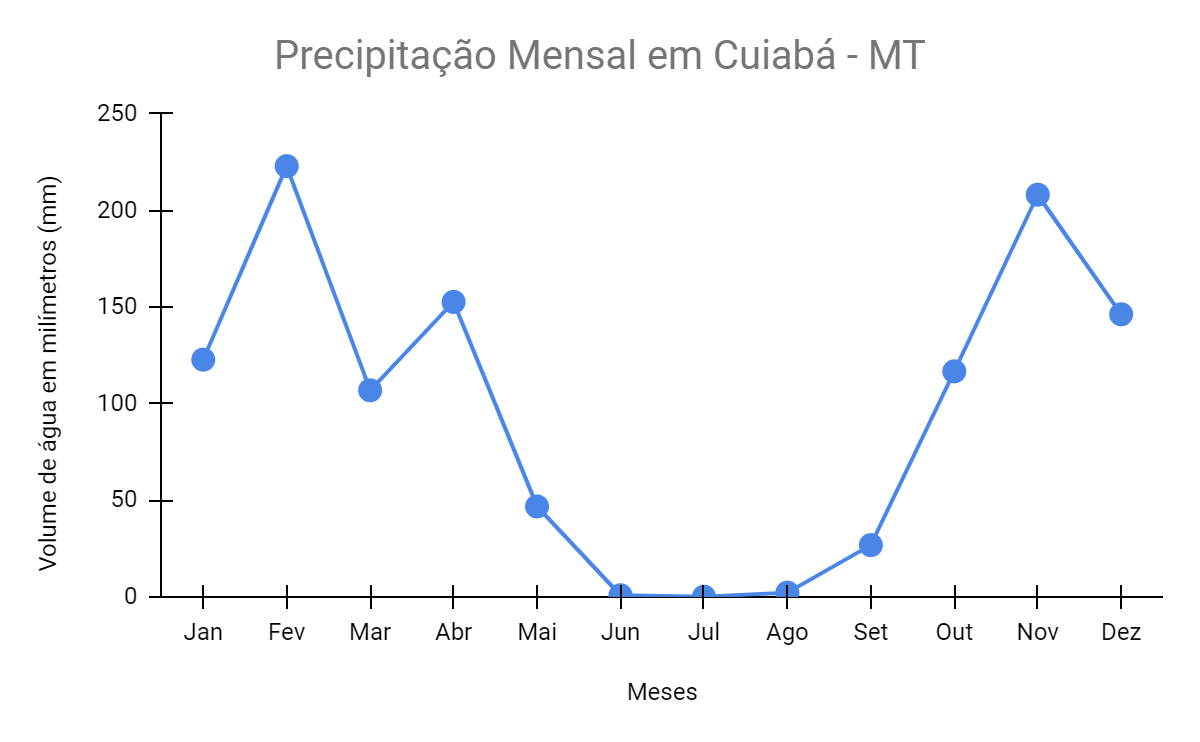 Precipitação Mensal em Cuiabá - MT
Volume de água em milímetros (mm)
250
200
150
100
50
0
Jan Fev Mar Abr Mai Jun Jul Ago Set Out Nov Dez
Meses